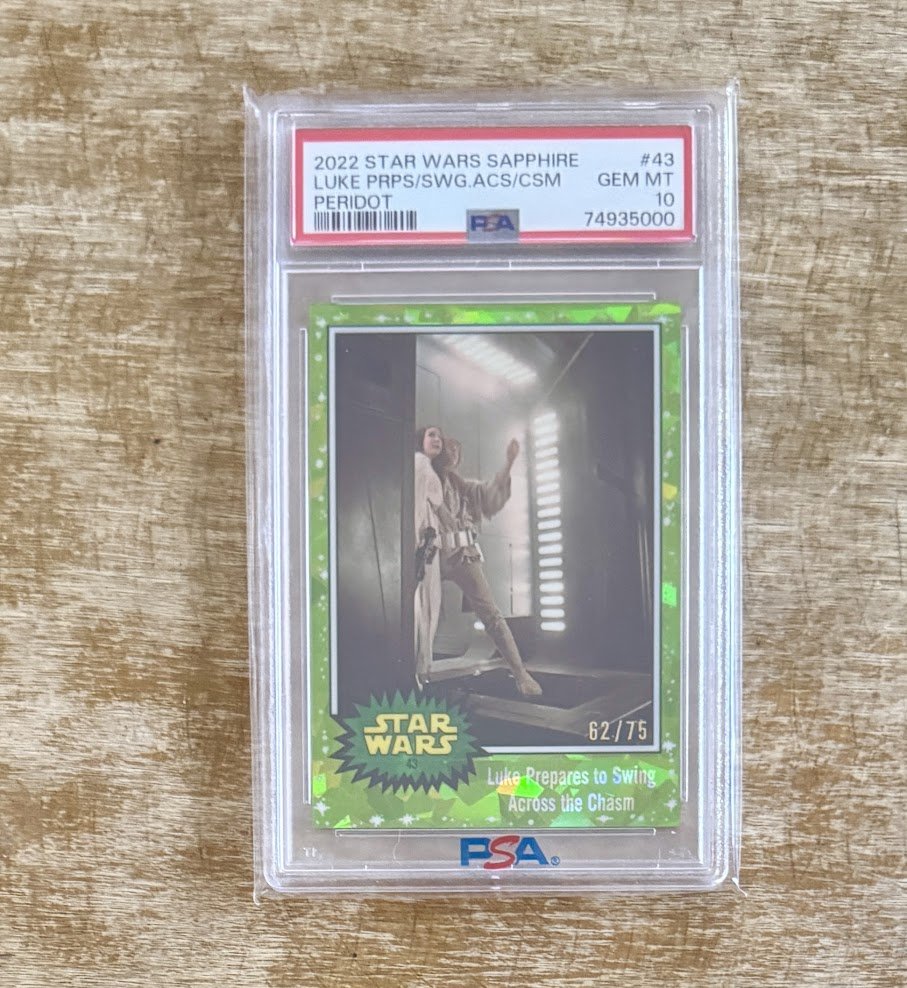 2022 STAR WARS SAPPHIRE #43
LUKE PRPS/SWG.ACS/CSM GEM MT
PERIDOT 10
PSA 74935000
62/75
STAR
WARS
43
Luke Prepares to Swing
Across the Chasm
PSA®